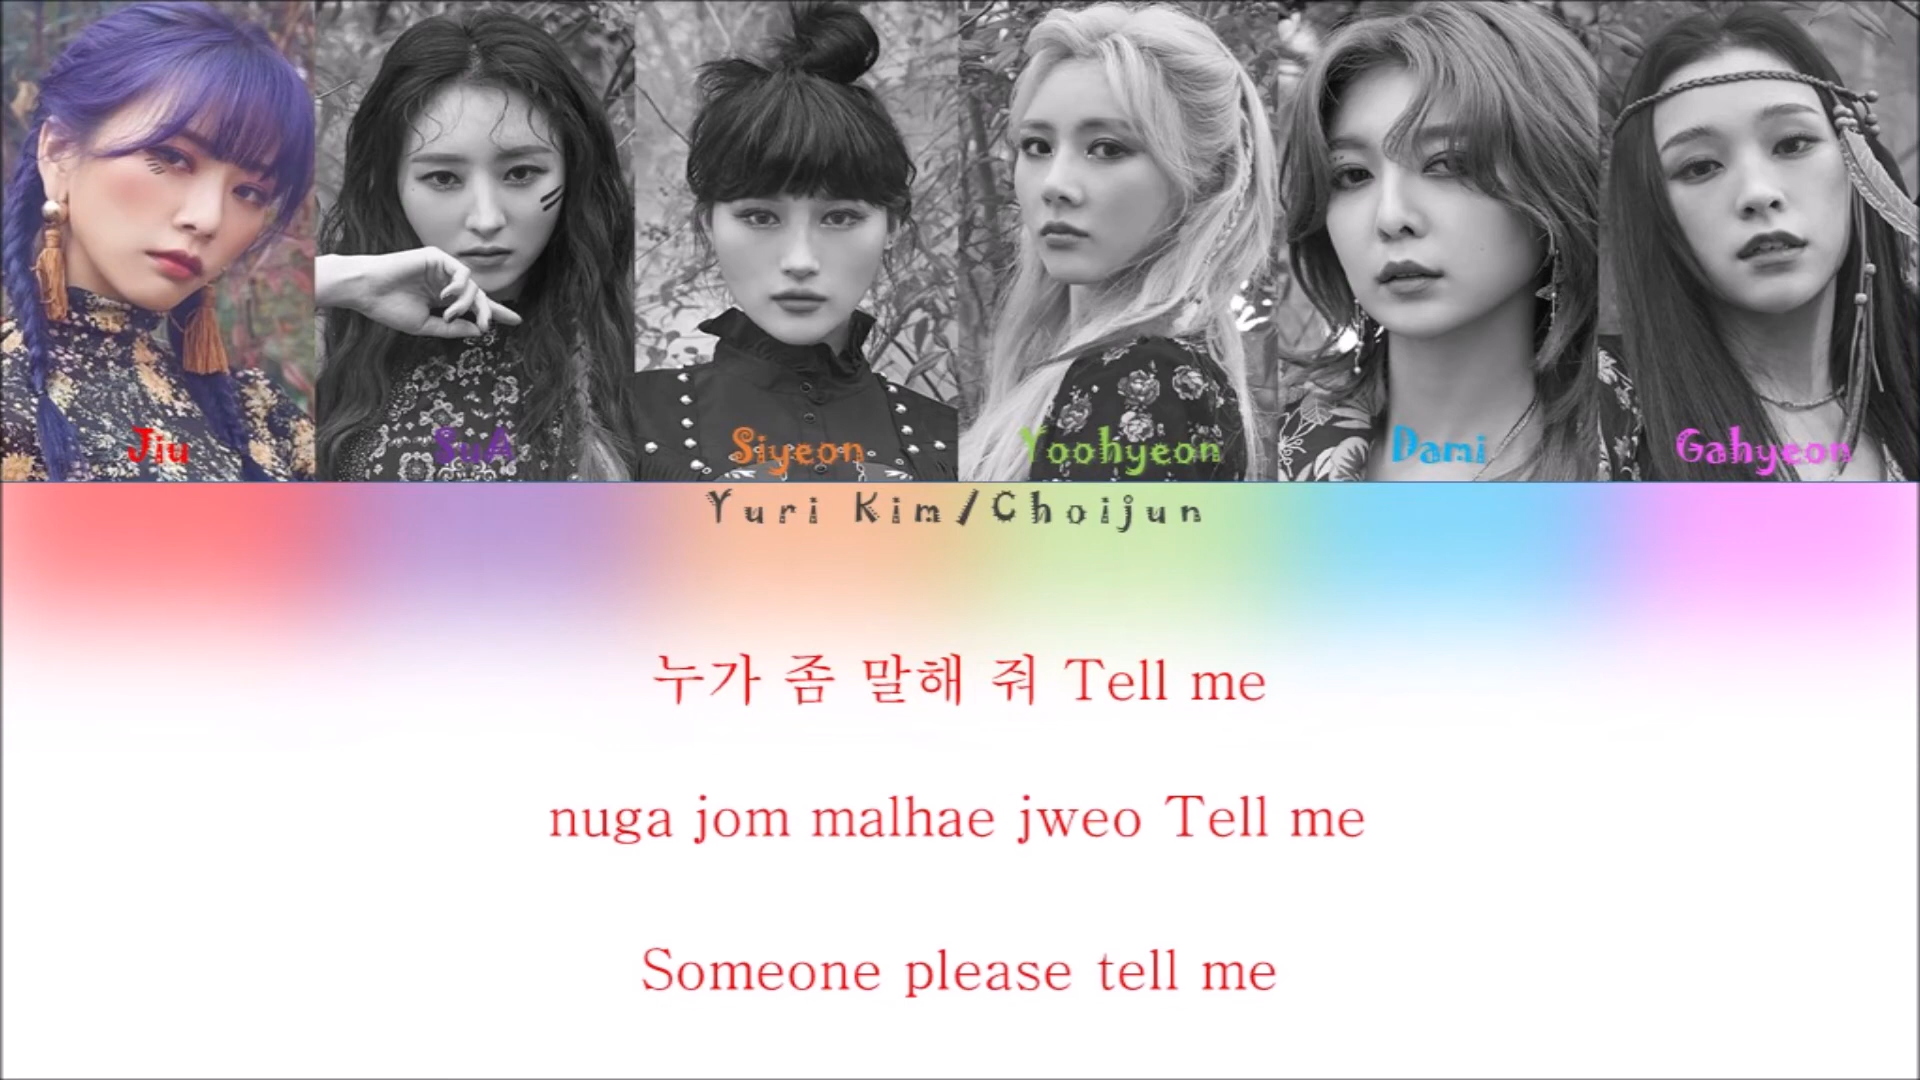 Jiu SuA Siyeon Yoohyeon Dami Gahyeon
Yuri Kim/Choijun
누가 좀 말해 줘 Tell me
nuga jom malhae jweo Tell me
Someone please tell me